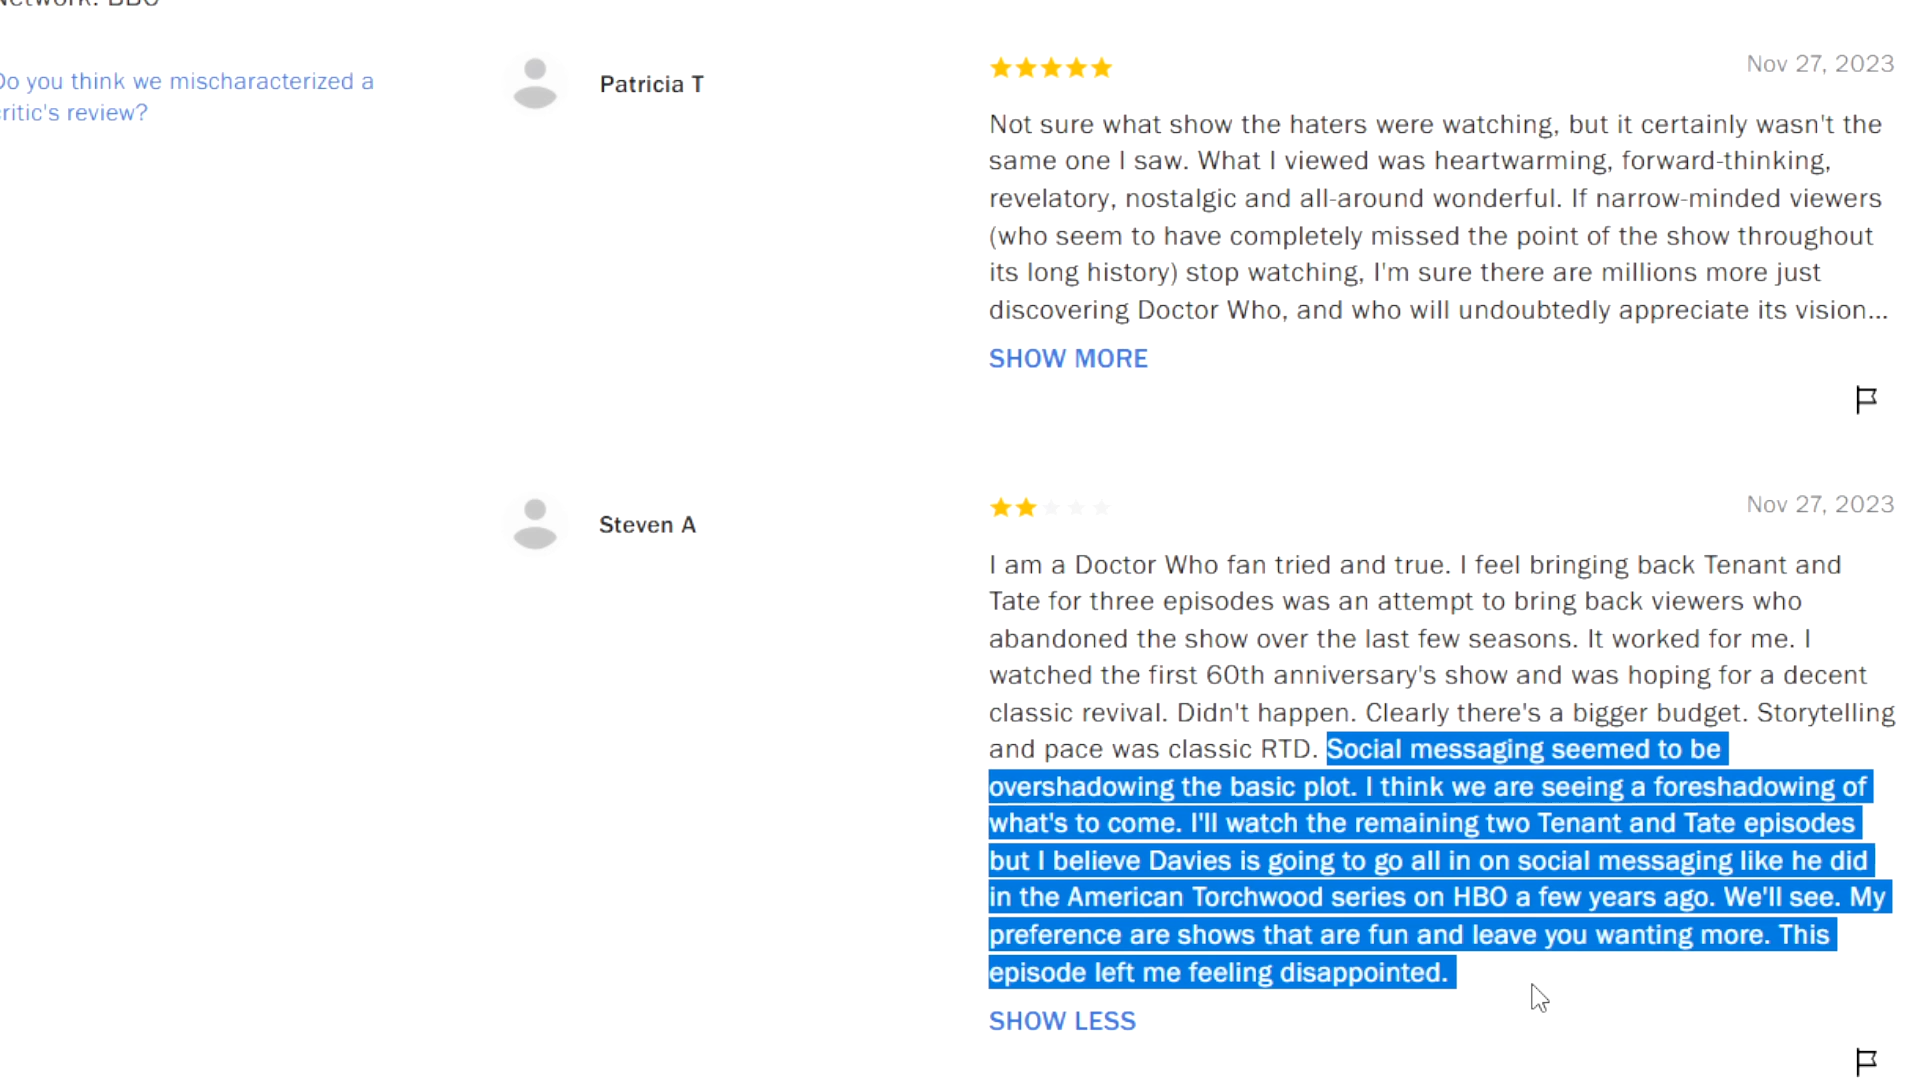 Do you think we mischaracterized a
critic's review?
Patricia T
Nov 27, 2023
Not sure what show the haters were watching, but it certainly wasn't the
same one I saw. What I viewed was heartwarming, forward-thinking,
revelatory, nostalgic and all-around wonderful. If narrow-minded viewers
(who seem to have completely missed the point of the show throughout
its long history) stop watching, I'm sure there are millions more just
discovering Doctor Who, and who will undoubtedly appreciate its vision...
SHOW MORE
Steven A
Nov 27, 2023
I am a Doctor Who fan tried and true. I feel bringing back Tenant and
Tate for three episodes was an attempt to bring back viewers who
abandoned the show over the last few seasons. It worked for me. I
watched the first 60th anniversary's show and was hoping for a decent
classic revival. Didn't happen. Clearly there's a bigger budget. Storytelling
and pace was classic RTD. Social messaging seemed to be
overshadowing the basic plot. I think we are seeing a foreshadowing of
what's to come. I'll watch the remaining two Tenant and Tate episodes
but I believe Davies is going to go all in on social messaging like he did
in the American Torchwood series on HBO a few years ago. We'll see. My
preference are shows that are fun and leave you wanting more. This
episode left me feeling disappointed.
SHOW LESS